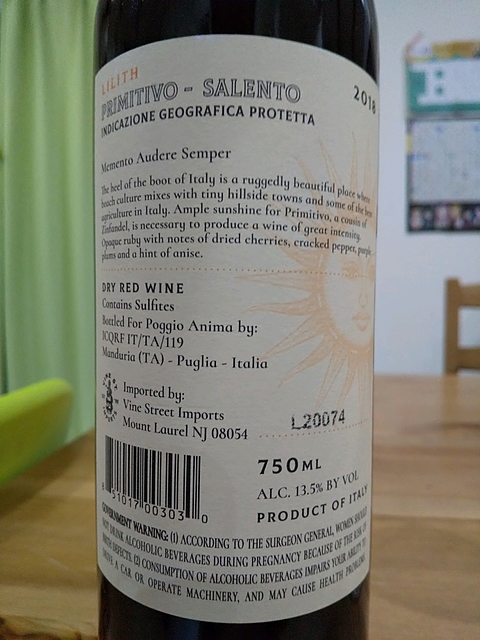 LILITH
PRIMITIVO - SALENTO
2018
INDICAZIONE GEOGRAFICA PROTETTA
Memento Audere Semper
The heel of the boot of Italy is a ruggedly beautiful place where
beach culture mixes with tiny hillside towns and some of the best
agriculture in Italy. Ample sunshine for Primitivo, a cousin of
Zinfandel, is necessary to produce a wine of great intensity.
Opaque ruby with notes of dried cherries, cracked pepper, purple
plums and a hint of anise.
DRY RED WINE
Contains Sulfites
Bottled For Poggio Anima by:
ICQRF IT/TA/119
Manduria (TA) - Puglia - Italia
Imported by:
Vine Street Imports
Mount Laurel NJ 08054
L20074
750ML
ALC. 13.5% BY VOL
PRODUCT OF ITALY
8 51017 00303 0
GOVERNMENT WARNING: (1) ACCORDING TO THE SURGEON GENERAL, WOMEN SHOULD
NOT DRINK ALCOHOLIC BEVERAGES DURING PREGNANCY BECAUSE OF THE RISK OF
BIRTH DEFECTS. (2) CONSUMPTION OF ALCOHOLIC BEVERAGES IMPAIRS YOUR ABILITY TO
DRIVE A CAR OR OPERATE MACHINERY, AND MAY CAUSE HEALTH PROBLEMS.